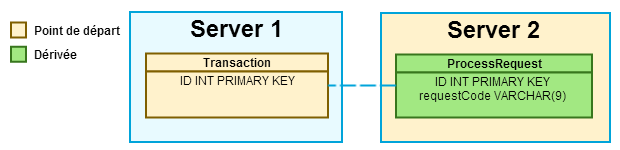 Point de départ
Dérivée
Server 1
Transaction
ID INT PRIMARY KEY
Server 2
ProcessRequest
ID INT PRIMARY KEY
requestCode VARCHAR(9)